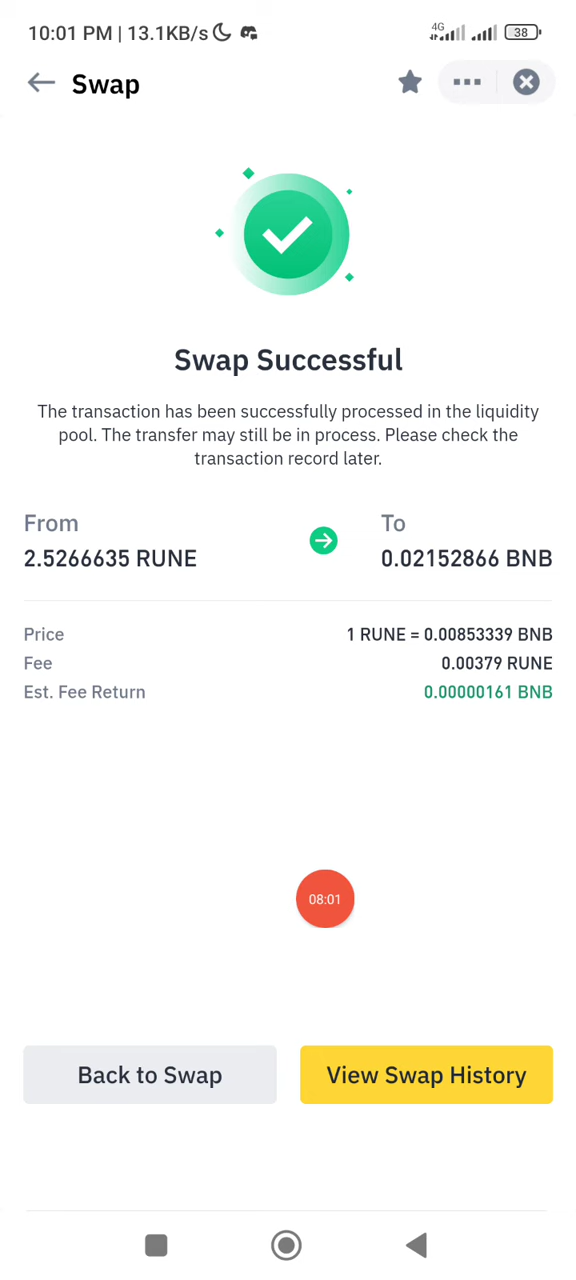 10:01 PM | 13.1KB/s 4G 38
Swap
Swap Successful
The transaction has been successfully processed in the liquidity
pool. The transfer may still be in process. Please check the
transaction record later.
From To
2.5266635 RUNE 0.02152866 BNB
Price 1 RUNE = 0.00853339 BNB
Fee 0.00379 RUNE
Est. Fee Return 0.00000161 BNB
08:01
Back to Swap View Swap History